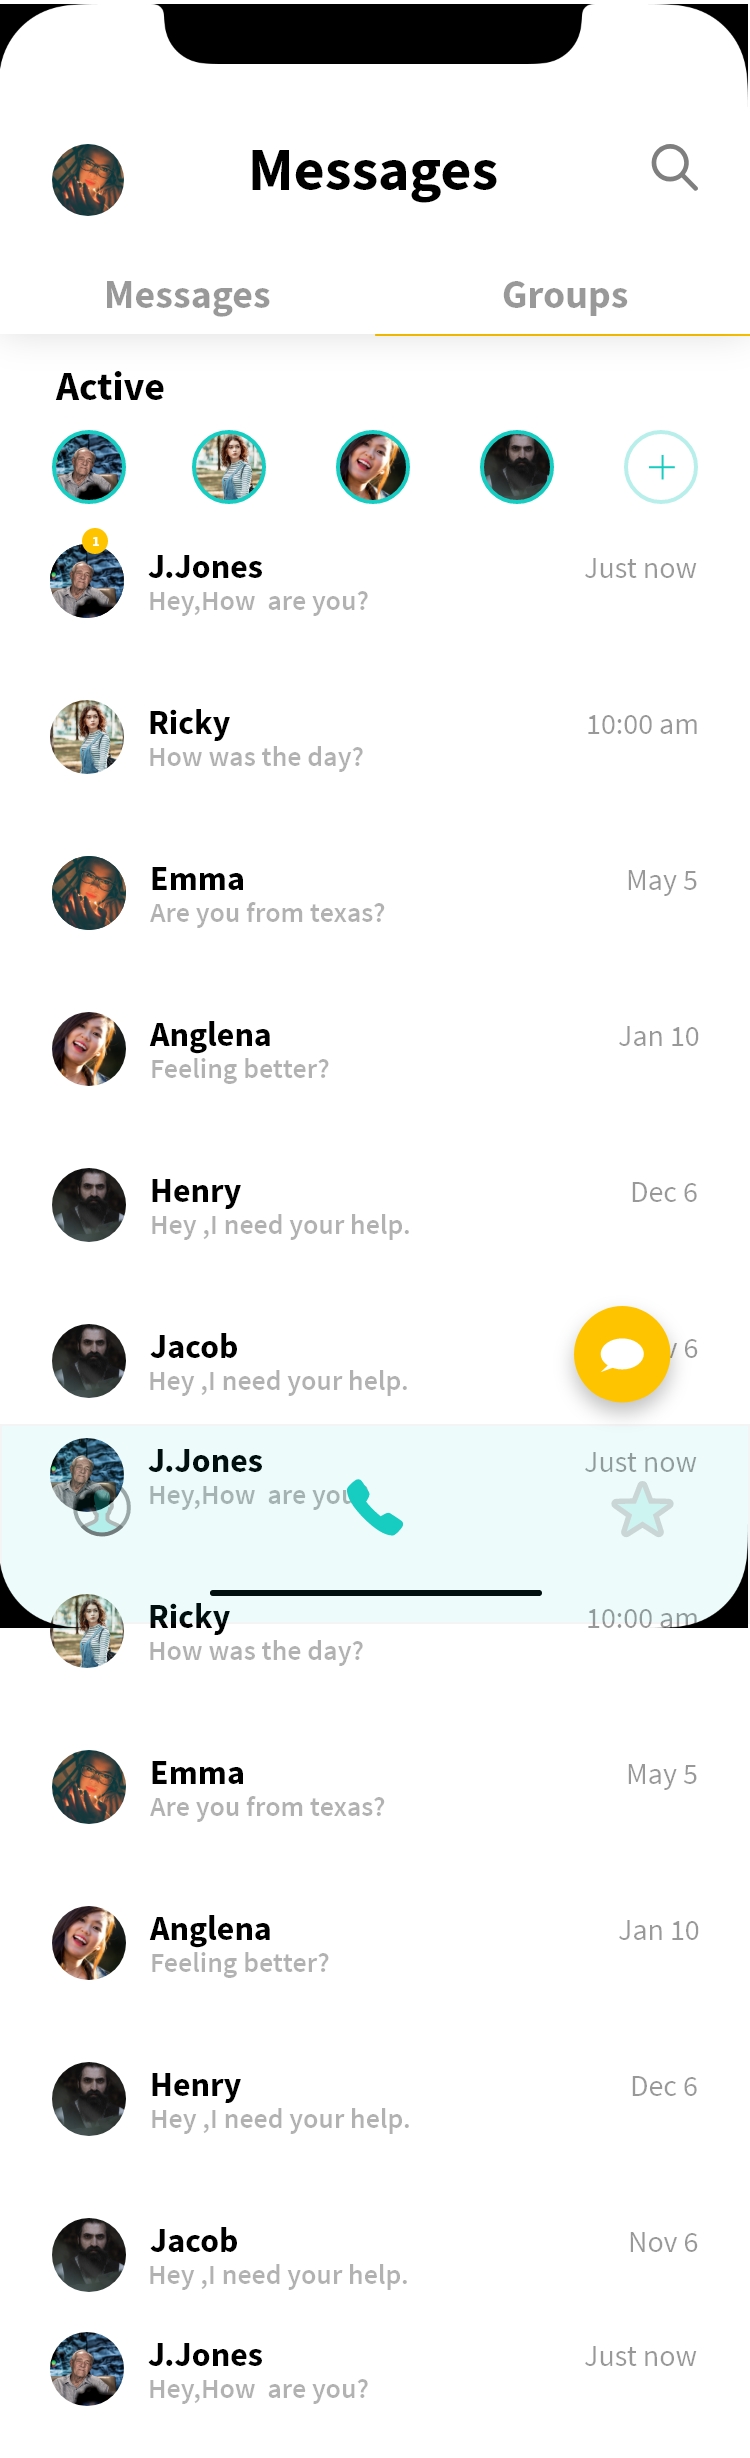 Messages
Messages
Groups
Active
1
J.Jones
Just now
Hey,How  are you?
Ricky
10:00 am
How was the day?
Emma
May 5
Are you from texas?
Anglena
Jan 10
Feeling better?
Henry
Dec 6
Hey ,I need your help.
Jacob
6
Hey ,I need your help.
J.Jones
Just now
Hey,How  are you
Ricky
10:00 am
How was the day?
Emma
May 5
Are you from texas?
Anglena
Jan 10
Feeling better?
Henry
Dec 6
Hey ,I need your help.
Jacob
Nov 6
Hey ,I need your help.
J.Jones
Just now
Hey,How  are you?